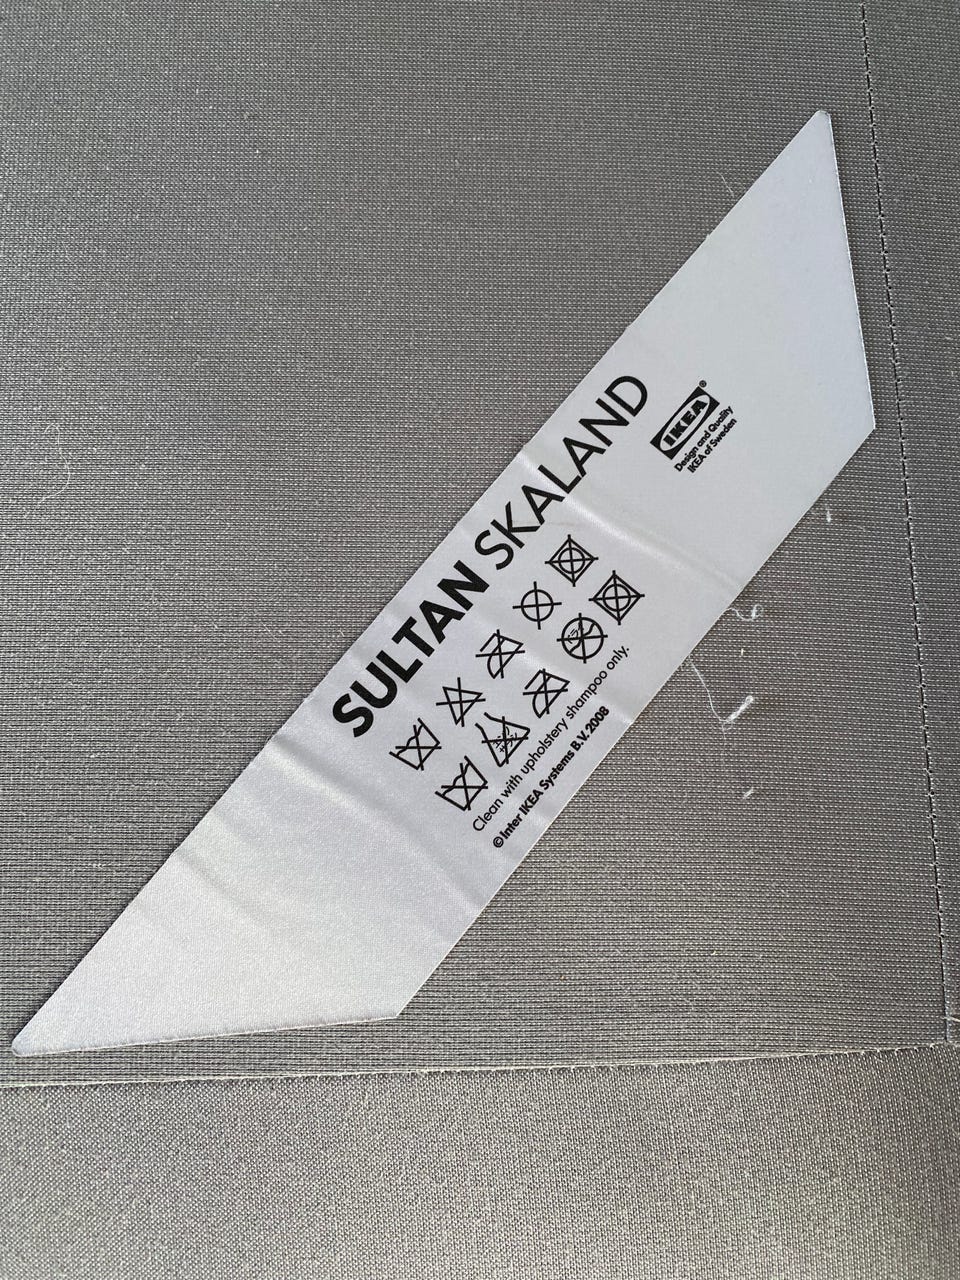 SULTAN SKALAND
IKEA®
Design and Quality
IKEA of Sweden
Clean with upholstery shampoo only.
© Inter IKEA Systems B.V. 2008